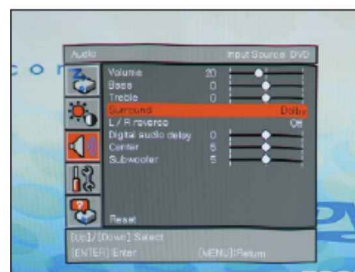 Audio Input Source DVD
Volume 20
Bass 0
Treble 0
Surround Dolby
L / R reverse Off
Digital audio delay 0
Center 5
Subwoofer 5
Reset
[Up]/[Down]:Select
[ENTER]:Enter [MENU]:Return